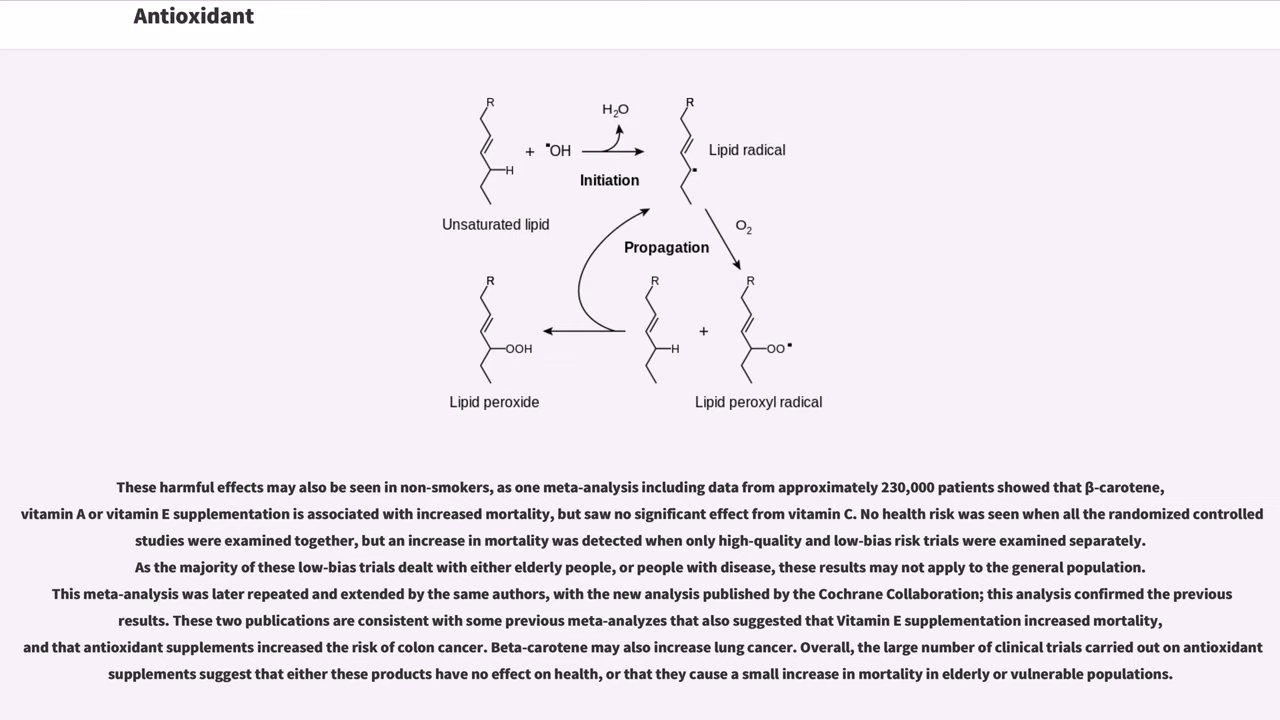 Antioxidant
R
H₂O
R
+ •OH
Lipid radical
H
Initiation
Unsaturated lipid
O₂
Propagation
R
R
R
+
OOH
H
OO•
Lipid peroxide
Lipid peroxyl radical
These harmful effects may also be seen in non-smokers, as one meta-analysis including data from approximately 230,000 patients showed that β-carotene,
vitamin A or vitamin E supplementation is associated with increased mortality, but saw no significant effect from vitamin C. No health risk was seen when all the randomized controlled
studies were examined together, but an increase in mortality was detected when only high-quality and low-bias risk trials were examined separately.
As the majority of these low-bias trials dealt with either elderly people, or people with disease, these results may not apply to the general population.
This meta-analysis was later repeated and extended by the same authors, with the new analysis published by the Cochrane Collaboration; this analysis confirmed the previous
results. These two publications are consistent with some previous meta-analyzes that also suggested that Vitamin E supplementation increased mortality,
and that antioxidant supplements increased the risk of colon cancer. Beta-carotene may also increase lung cancer. Overall, the large number of clinical trials carried out on antioxidant
supplements suggest that either these products have no effect on health, or that they cause a small increase in mortality in elderly or vulnerable populations.